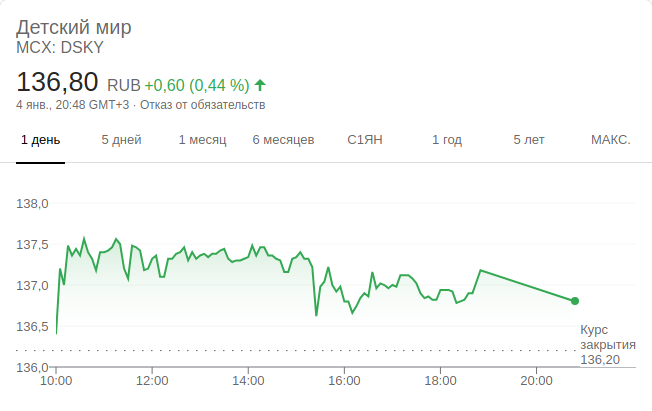 Детский мир
MCX: DSKY
136,80 RUB +0,60 (0,44 %)
4 янв., 20:48 GMT+3 · Отказ от обязательств
1 день 5 дней 1 месяц 6 месяцев С1ЯН 1 год 5 лет МАКС.
138,0
137,5
137,0
136,5
136,0
Курс
закрытия
136,20
10:00 12:00 14:00 16:00 18:00 20:00